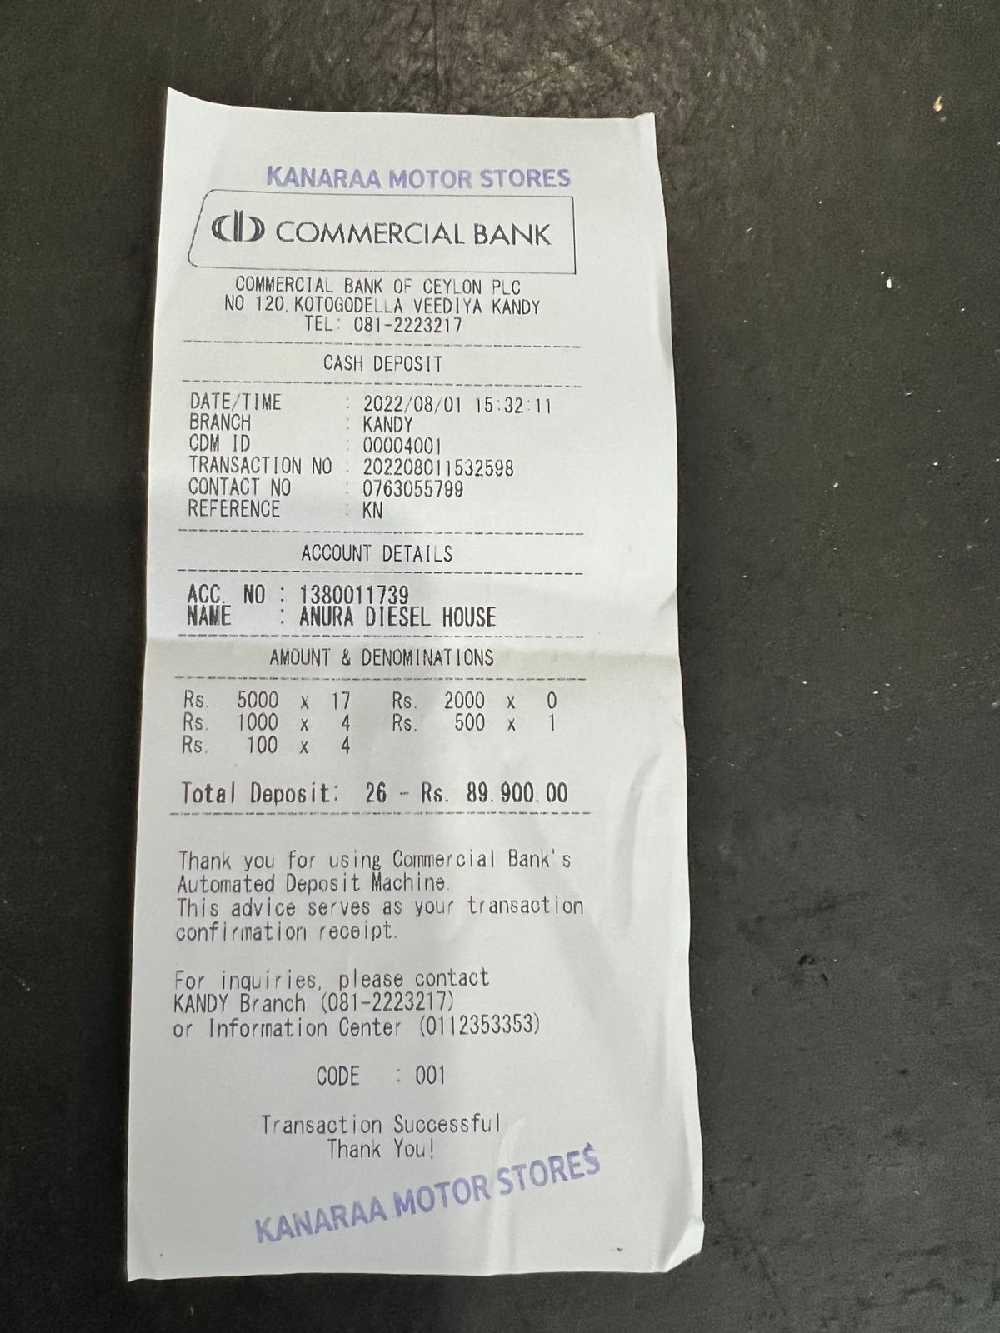 KANARAA MOTOR STORES
COMMERCIAL BANK
COMMERCIAL BANK OF CEYLON PLC
NO 120, KOTOGODELLA VEEDIYA KANDY
TEL: 081-2223217
CASH DEPOSIT
DATE/TIME : 2022/08/01 15:32:11
BRANCH : KANDY
CDM ID : 00004001
TRANSACTION NO : 202208011532598
CONTACT NO : 0763055799
REFERENCE : KN
ACCOUNT DETAILS
ACC. NO : 1380011739
NAME : ANURA DIESEL HOUSE
AMOUNT & DENOMINATIONS
Rs. 5000 x 17 Rs. 2000 x 0
Rs. 1000 x 4 Rs. 500 x 1
Rs. 100 x 4
Total Deposit: 26 - Rs. 89,900.00
Thank you for using Commercial Bank's
Automated Deposit Machine.
This advice serves as your transaction
confirmation receipt.
For inquiries, please contact
KANDY Branch (081-2223217)
or Information Center (0112353353)
CODE : 001
Transaction Successful
Thank You!
KANARAA MOTOR STORES